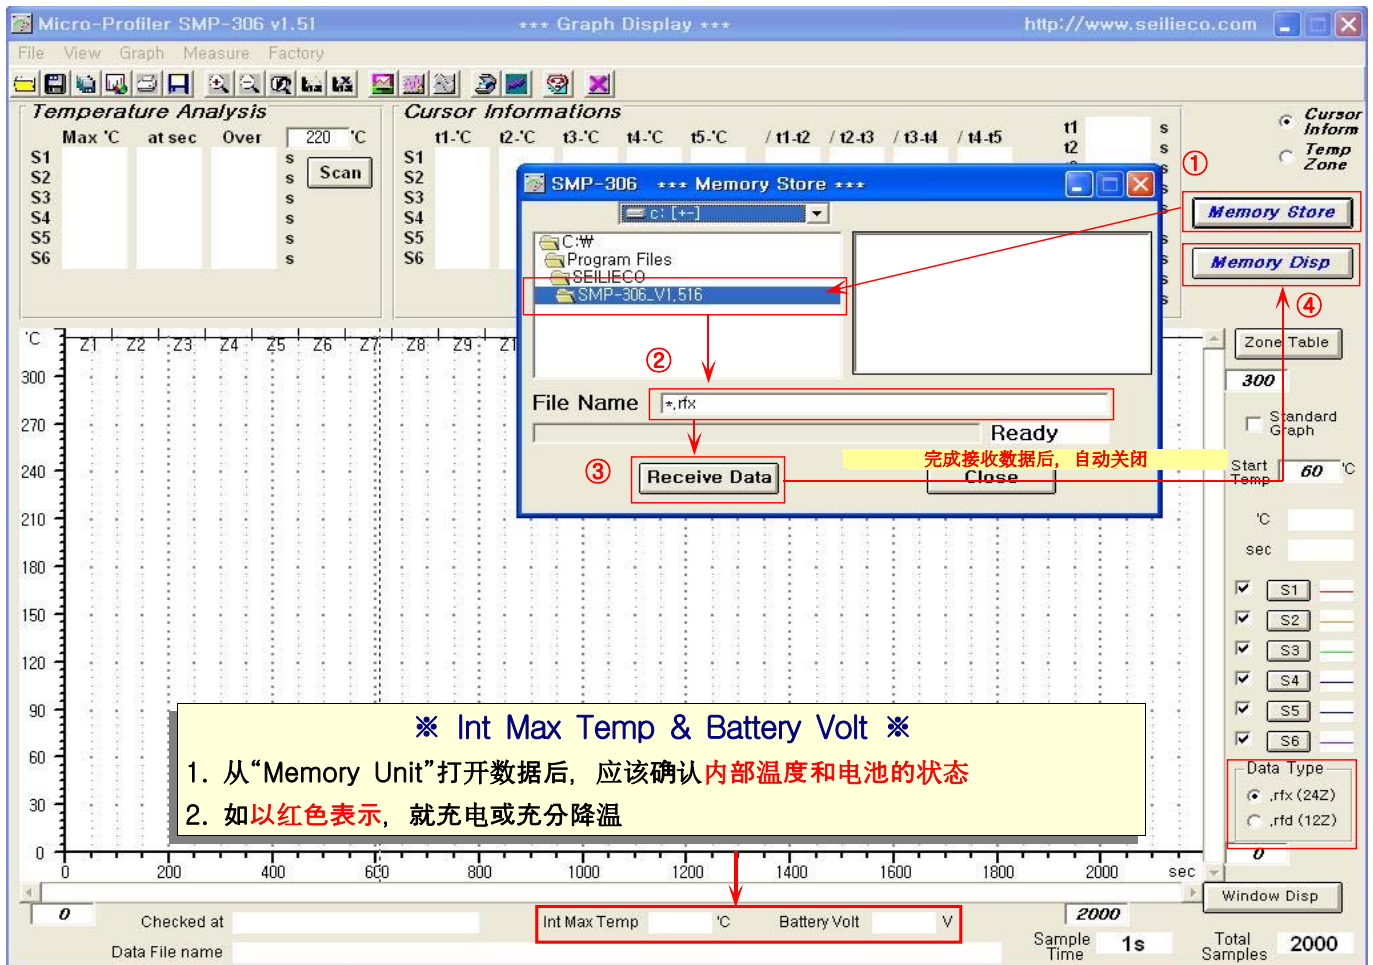 Micro-Profiler SMP-306 v1.51 *** Graph Display *** http://www.seilieco.com
File View Graph Measure Factory
Temperature Analysis
Max 'C at sec Over 220 'C
S1 s
S2 s
S3 s
S4 s
S5 s
S6 s
Scan
Cursor Informations
t1-'C t2-'C t3-'C t4-'C t5-'C / t1-t2 / t2-t3 / t3-t4 / t4-t5
S1
S2
S3
S4
S5
S6
t1 s
t2 s
s
s
s
s
s
s
Cursor Inform
Temp Zone
①
Memory Store
Memory Disp
④
SMP-306 *** Memory Store ***
c: [+-]
C:₩
Program Files
SEILIECO
SMP-306_V1,516
②
File Name *,rfx
Ready
③
Receive Data
完成接收数据后, 自动关闭
Close
'C
Z1 Z2 Z3 Z4 Z5 Z6 Z7 Z8 Z9 Z1
300
270
240
210
180
150
120
90
60
30
0
0 200 400 600 800 1000 1200 1400 1600 1800 2000 sec
Zone Table
300
Standard Graph
Start Temp 60 'C
'C
sec
S1
S2
S3
S4
S5
S6
Data Type
,rfx (24Z)
,rfd (12Z)
0
Window Disp
※ Int Max Temp & Battery Volt ※
1. 从“Memory Unit”打开数据后, 应该确认内部温度和电池的状态
2. 如以红色表示, 就充电或充分降温
0 Checked at Int Max Temp 'C Battery Volt V 2000
Data File name Sample Time 1s Total Samples 2000